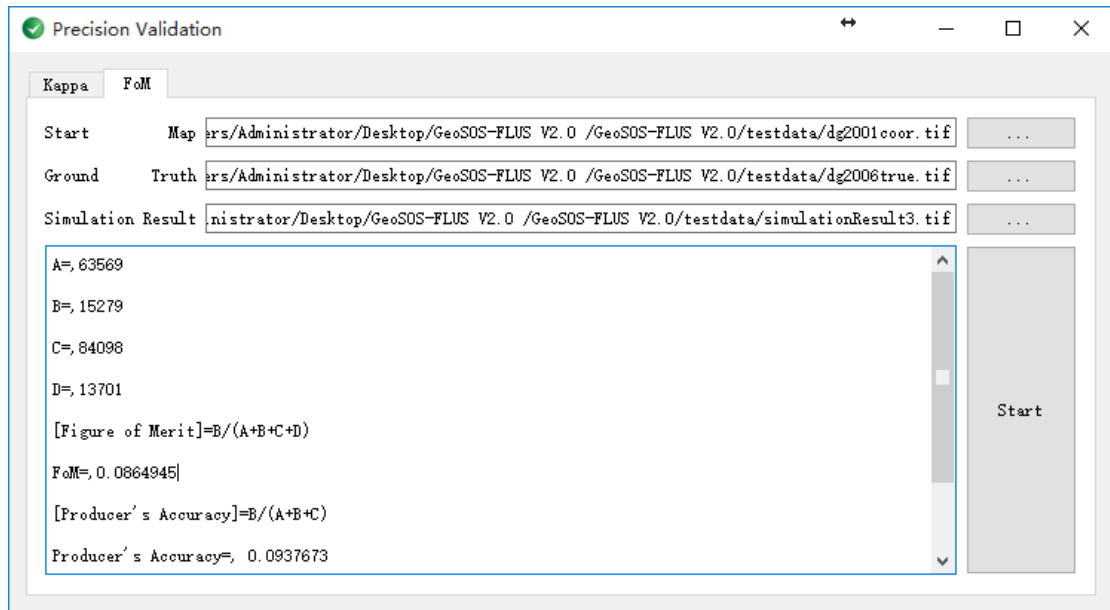 Precision Validation
Kappa FoM
Start Map ers/Administrator/Desktop/GeoSOS-FLUS V2.0 /GeoSOS-FLUS V2.0/testdata/dg2001coor.tif ...
Ground Truth ers/Administrator/Desktop/GeoSOS-FLUS V2.0 /GeoSOS-FLUS V2.0/testdata/dg2006true.tif ...
Simulation Result .nistrator/Desktop/GeoSOS-FLUS V2.0 /GeoSOS-FLUS V2.0/testdata/simulationResult3.tif ...
A=, 63569
B=, 15279
C=, 84098
D=, 13701
Start
[Figure of Merit]=B/(A+B+C+D)
FoM=, 0.0864945
[Producer's Accuracy]=B/(A+B+C)
Producer's Accuracy=, 0.0937673